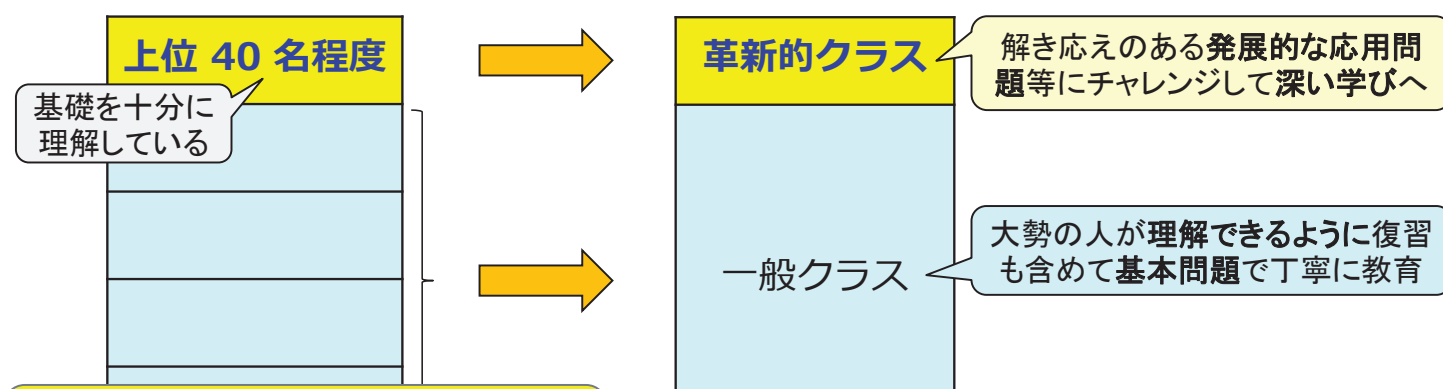 上位 40 名程度
基礎を十分に
理解している
革新的クラス
解き応えのある発展的な応用問
題等にチャレンジして深い学びへ
一般クラス
大勢の人が理解できるように復習
も含めて基本問題で丁寧に教育